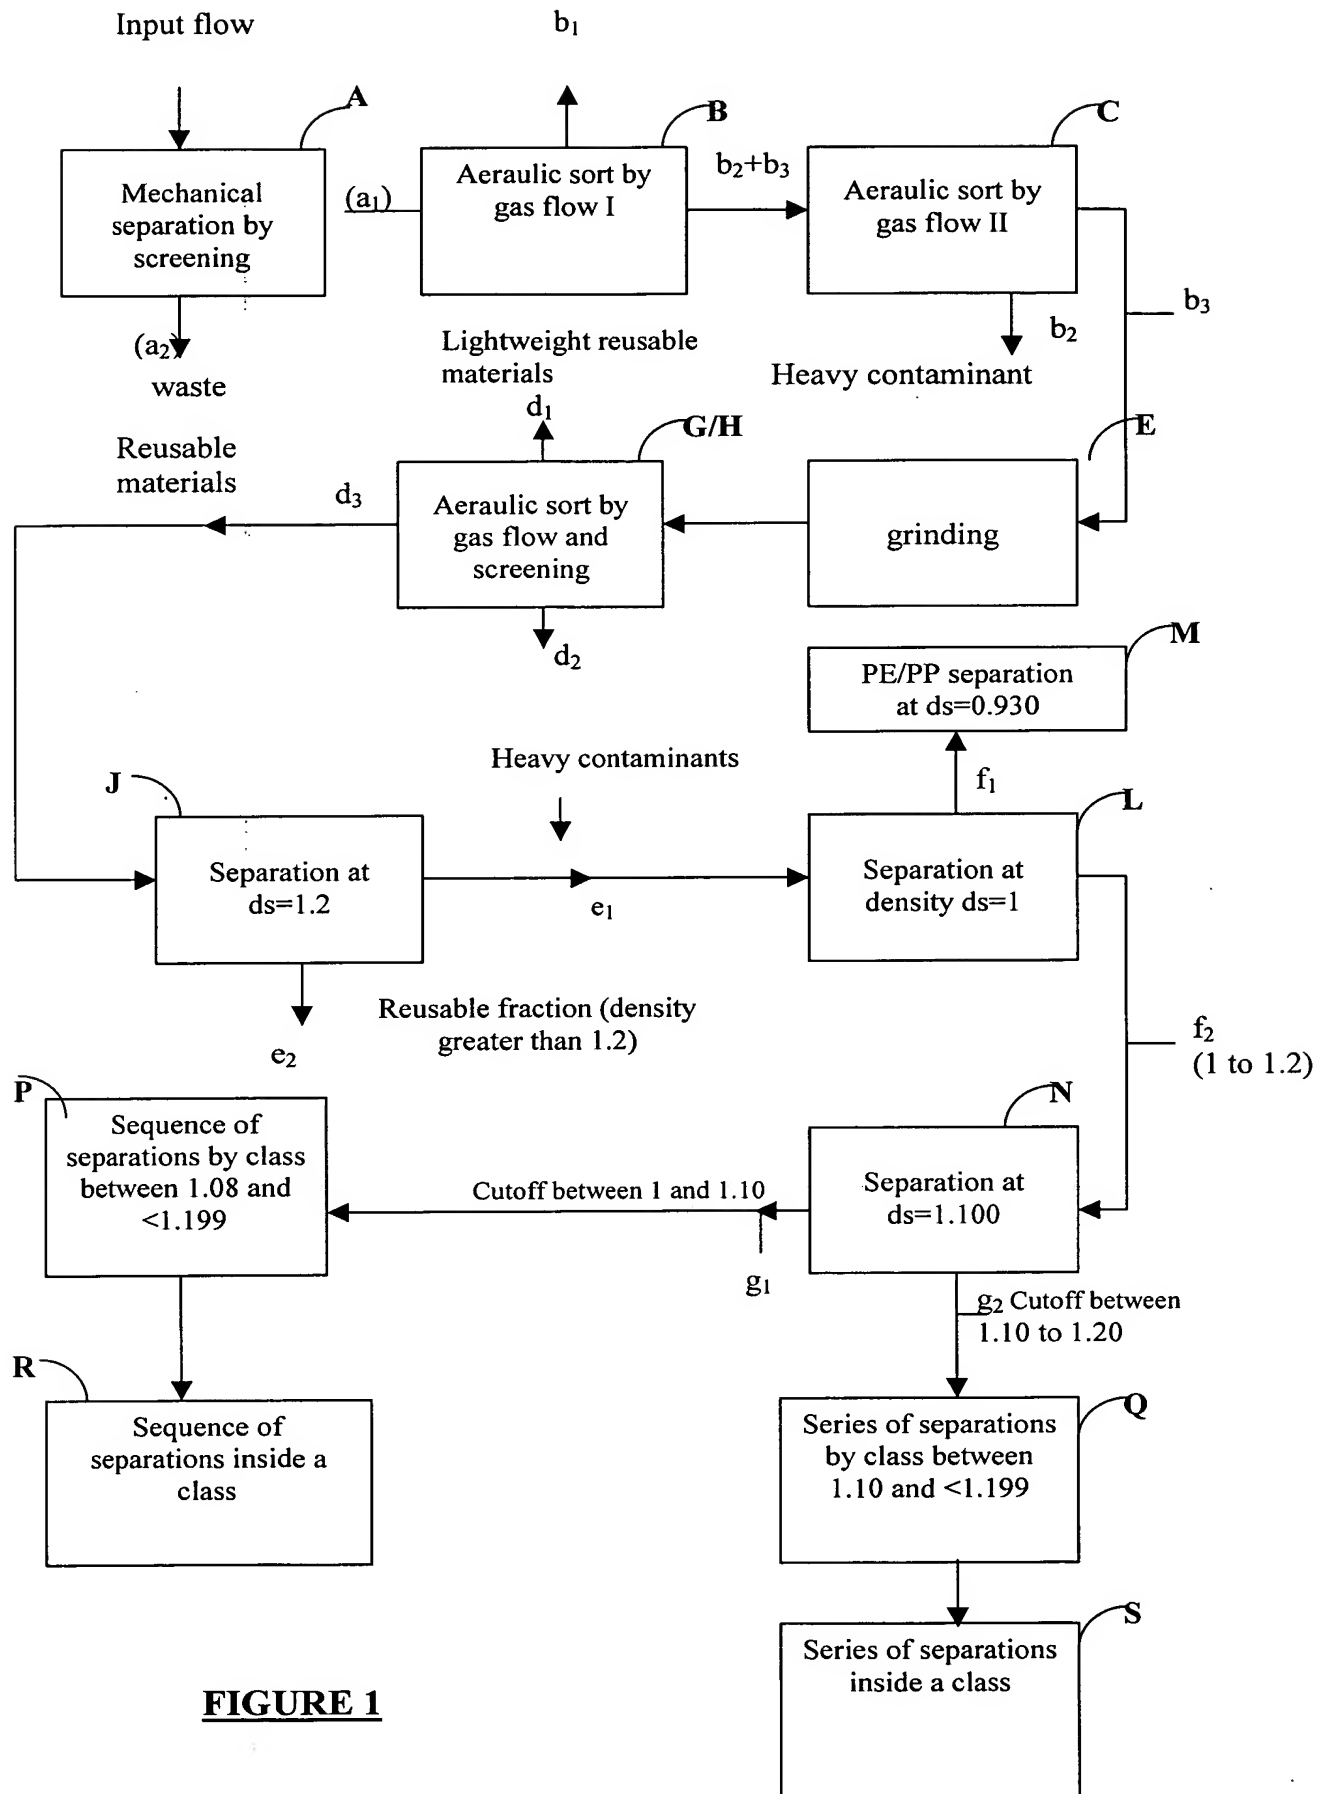 Input flow
b1
A
B
C
Mechanical
separation by
screening
(a1)
Aeraulic sort by
gas flow I
b2+b3
Aeraulic sort by
gas flow II
b3
(a2)
waste
Lightweight reusable
materials
d1
b2
Heavy contaminant
G/H
E
Reusable
materials
d3
Aeraulic sort by
gas flow and
screening
grinding
d2
M
PE/PP separation
at ds=0.930
Heavy contaminants
f1
J
L
Separation at
ds=1.2
e1
Separation at
density ds=1
Reusable fraction (density
greater than 1.2)
e2
f2
(1 to 1.2)
P
N
Sequence of
separations by class
between 1.08 and
<1.199
Cutoff between 1 and 1.10
Separation at
ds=1.100
g1
g2 Cutoff between
1.10 to 1.20
R
Q
Sequence of
separations inside a
class
Series of separations
by class between
1.10 and <1.199
S
Series of separations
inside a class
FIGURE 1